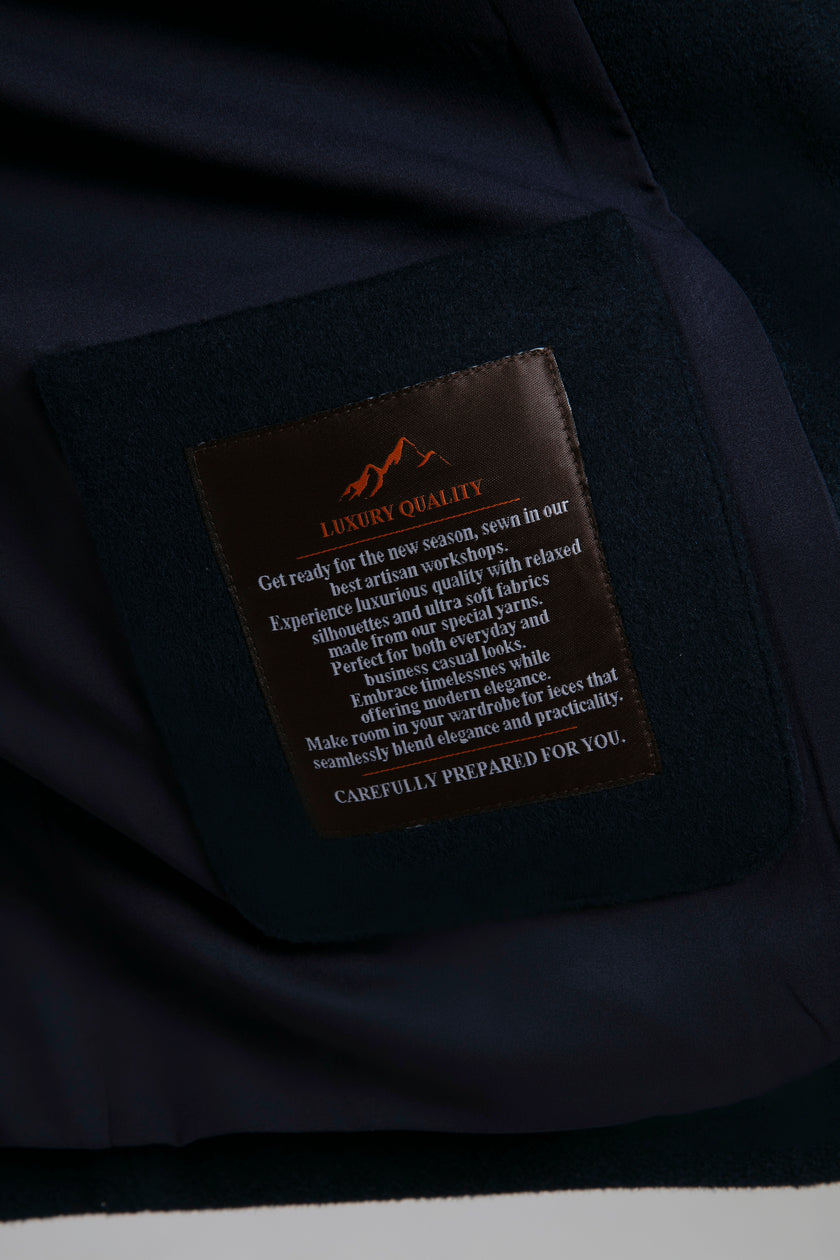 LUXURY QUALITY
Get ready for the new season, sewn in our
best artisan workshops.
Experience luxurious quality with relaxed
silhouettes and ultra soft fabrics
made from our special yarns.
Perfect for both everyday and
business casual looks.
Embrace timelessnes while
offering modern elegance.
Make room in your wardrobe for ieces that
seamlessly blend elegance and practicality.
CAREFULLY PREPARED FOR YOU.